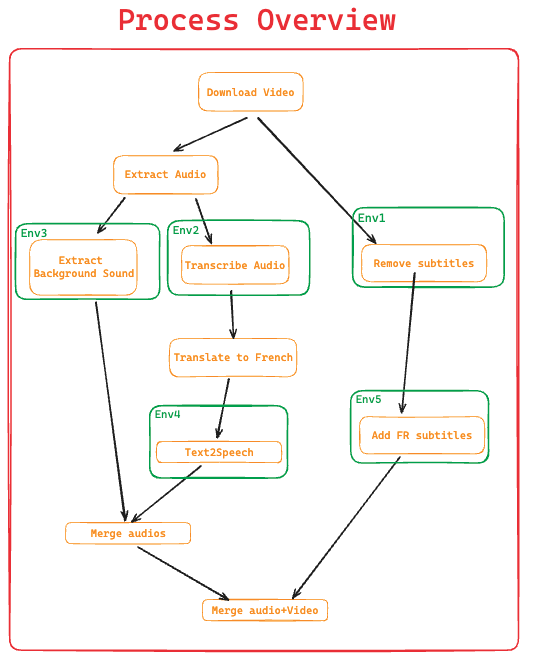 Process Overview
Download Video
Extract Audio
Env3
Extract
Background Sound
Env2
Transcribe Audio
Env1
Remove subtitles
Translate to French
Env4
Text2Speech
Env5
Add FR subtitles
Merge audios
Merge audio+Video